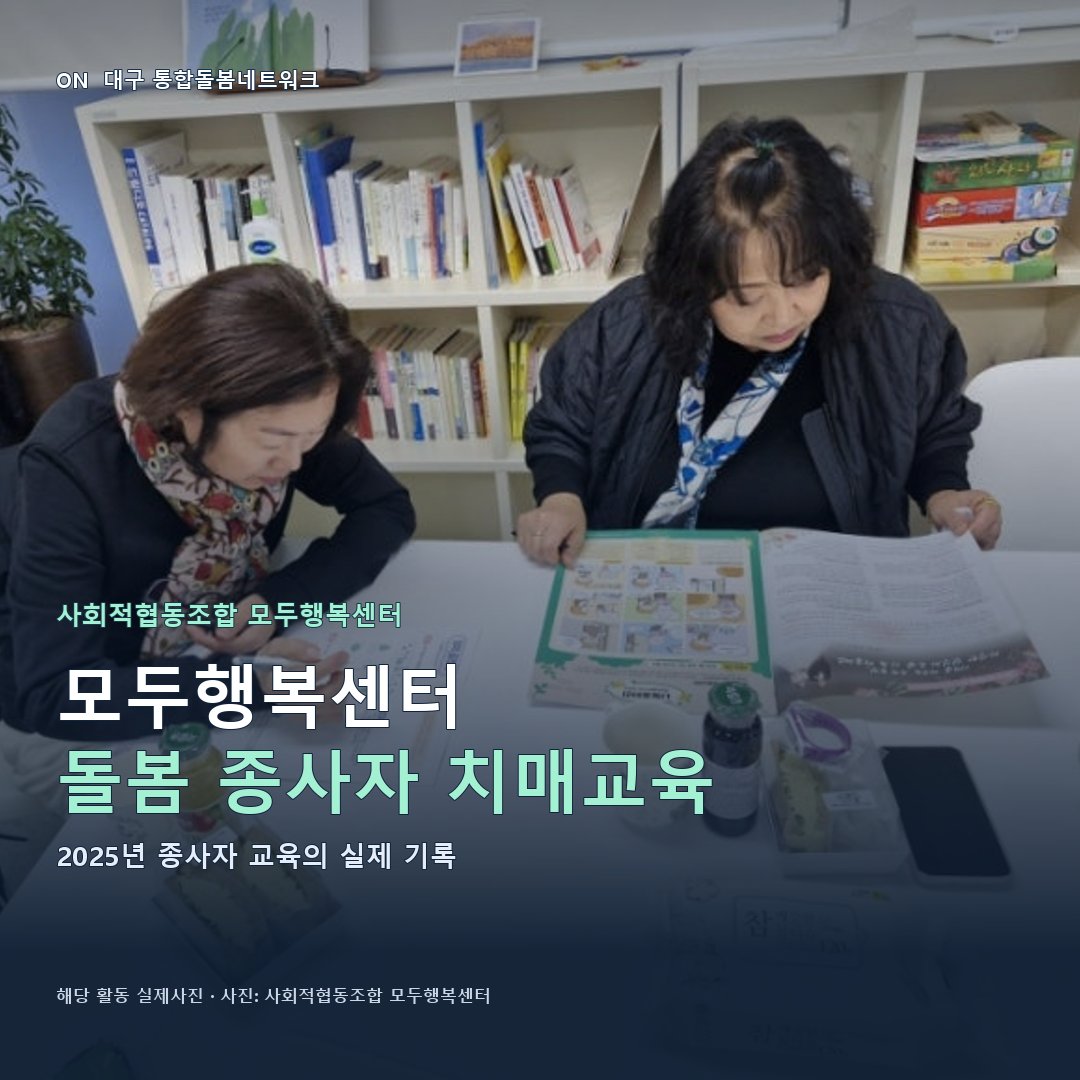 ON 대구 통합돌봄네트워크
사회적협동조합 모두행복센터
모두행복센터
돌봄 종사자 치매교육
2025년 종사자 교육의 실제 기록
해당 활동 실제사진 · 사진: 사회적협동조합 모두행복센터